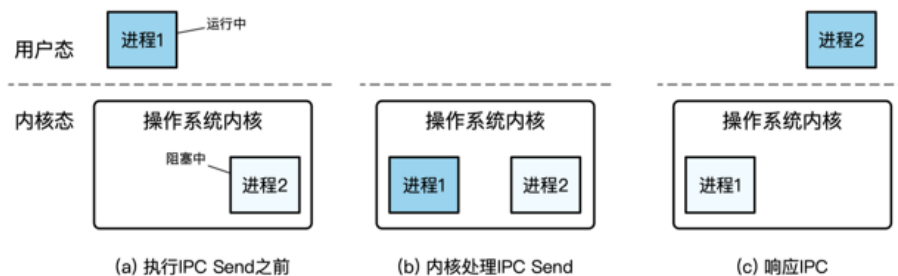 进程1
运行中
进程2
用户态
内核态
操作系统内核
操作系统内核
操作系统内核
阻塞中
进程2
进程1
进程2
进程1
(a) 执行IPC Send之前
(b) 内核处理IPC Send
(c) 响应IPC